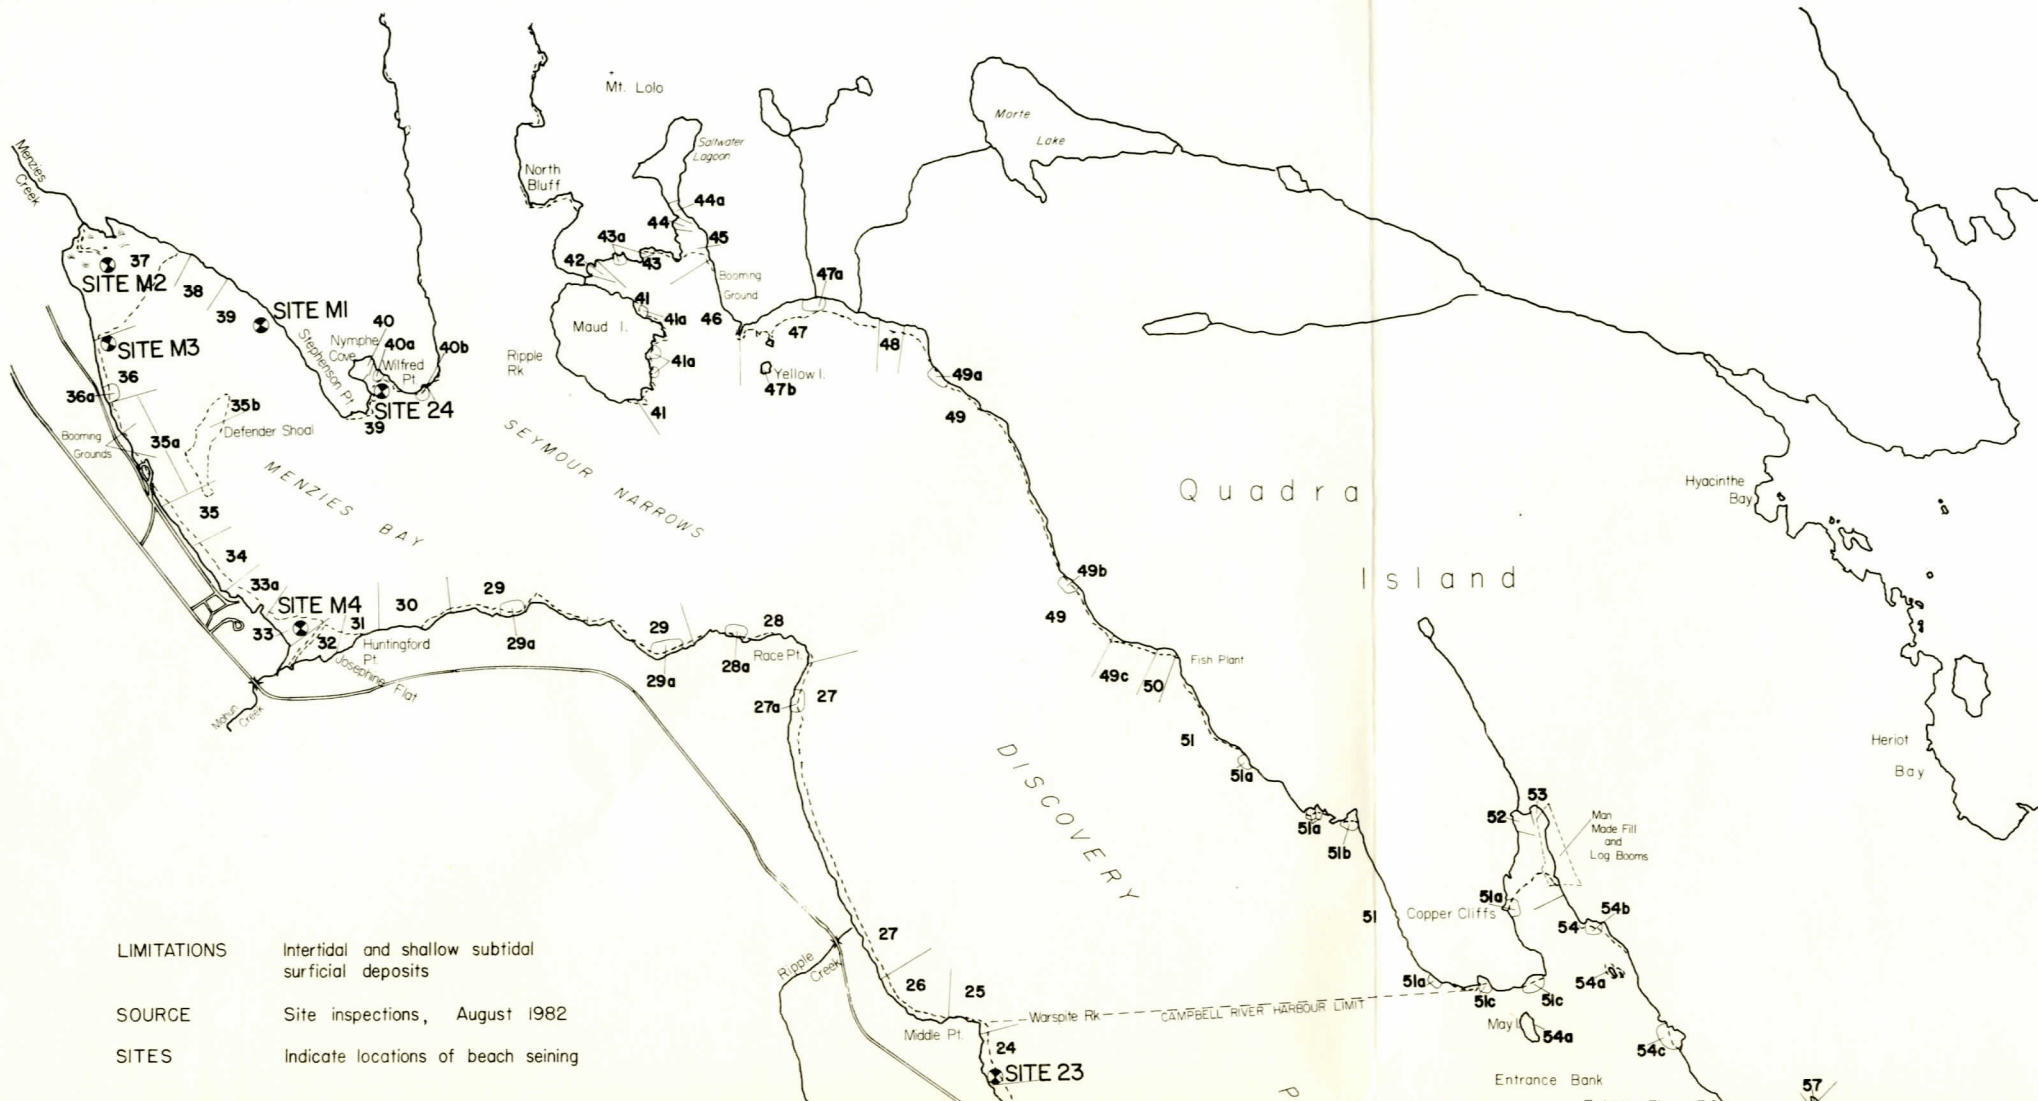 Mt. Lolo
Morte
Lake
Saltwater
Lagoon
Menzies
Creek
North
Bluff
44a
44
45
43a
43
42
37
SITE M2
38
39
SITE M1
SITE M3
Stephenson Pt.
Nymphe
Cove
40
40a
Wilfred
Pt.
40b
SITE 24
39
Booming
Ground
47a
41
41a
46
Maud I.
47
48
Ripple
Rk
41a
Yellow I.
47b
41
49a
49
36
36a
35b
Defender Shoal
35a
Booming
Grounds
SEYMOUR NARROWS
MENZIES BAY
Quadra
Island
Hyacinthe
Bay
35
34
33a
SITE M4
33
32
31
30
Huntingford
Pt.
Josephine Flat
Mohun
Creek
29
29a
29
29a
28
28a
Race Pt.
27a
27
49b
49
49c
50
Fish Plant
51
51a
51a
51b
Heriot
Bay
DISCOVERY
53
52
Man
Made Fill
and
Log Booms
51a
Copper Cliffs
51
54b
54
54a
51a
51c
51c
May I.
54a
54c
Ripple
Creek
27
26
25
Middle Pt.
Warspite Rk
CAMPBELL RIVER HARBOUR LIMIT
24
SITE 23
P
Entrance Bank
57
LIMITATIONS Intertidal and shallow subtidal
surficial deposits
SOURCE Site inspections, August 1982
SITES Indicate locations of beach seining